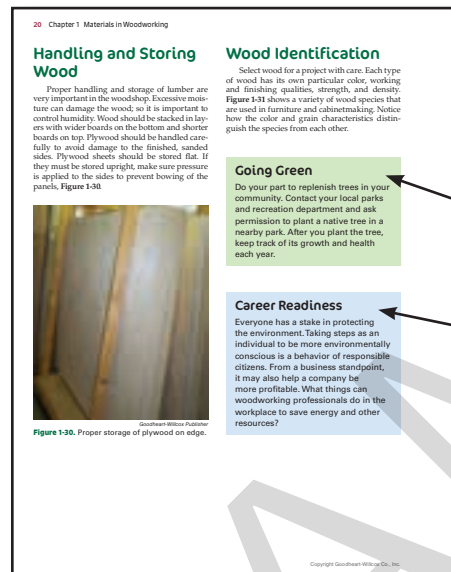 20 Chapter 1 Materials in Woodworking
Handling and Storing
Wood
Proper handling and storage of lumber are
very important in the woodshop. Excessive mois-
ture can damage the wood; so it is important to
control humidity. Wood should be stacked in lay-
ers with wider boards on the bottom and shorter
boards on top. Plywood should be handled care-
fully to avoid damage to the finished, sanded
sides. Plywood sheets should be stored flat. If
they must be stored upright, make sure pressure
is applied to the sides to prevent bowing of the
panels, Figure 1-30.
Goodheart-Willcox Publisher
Figure 1-30. Proper storage of plywood on edge.
Wood Identification
Select wood for a project with care. Each type
of wood has its own particular color, working
and finishing qualities, strength, and density.
Figure 1-31 shows a variety of wood species that
are used in furniture and cabinetmaking. Notice
how the color and grain characteristics distin-
guish the species from each other.
Going Green
Do your part to replenish trees in your
community. Contact your local parks
and recreation department and ask
permission to plant a native tree in a
nearby park. After you plant the tree,
keep track of its growth and health
each year.
Career Readiness
Everyone has a stake in protecting
the environment. Taking steps as an
individual to be more environmentally
conscious is a behavior of responsible
citizens. From a business standpoint,
it may also help a company be
more profitable. What things can
woodworking professionals do in the
workplace to save energy and other
resources?
Copyright Goodheart-Willcox Co., Inc.